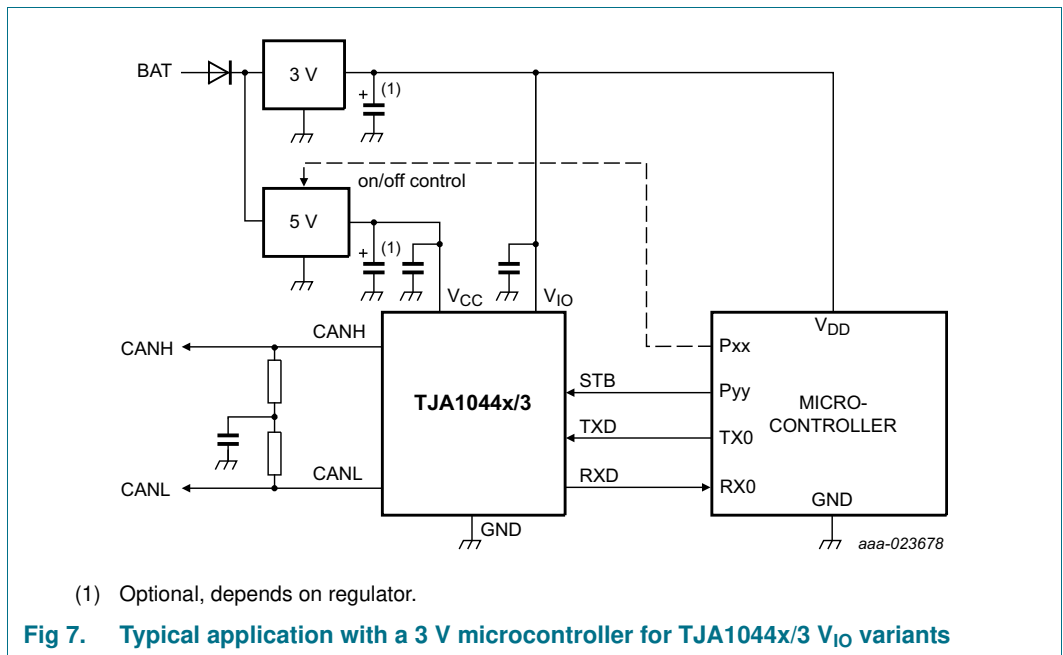 BAT
3 V
+
(1)
on/off control
5 V
+
(1)
VCC
VIO
VDD
CANH
CANH
Pxx
STB
Pyy
TJA1044x/3
MICRO-
CONTROLLER
TXD
TX0
CANL
CANL
RXD
RX0
GND
GND
aaa-023678
(1) Optional, depends on regulator.
Fig 7. Typical application with a 3 V microcontroller for TJA1044x/3 VIO variants